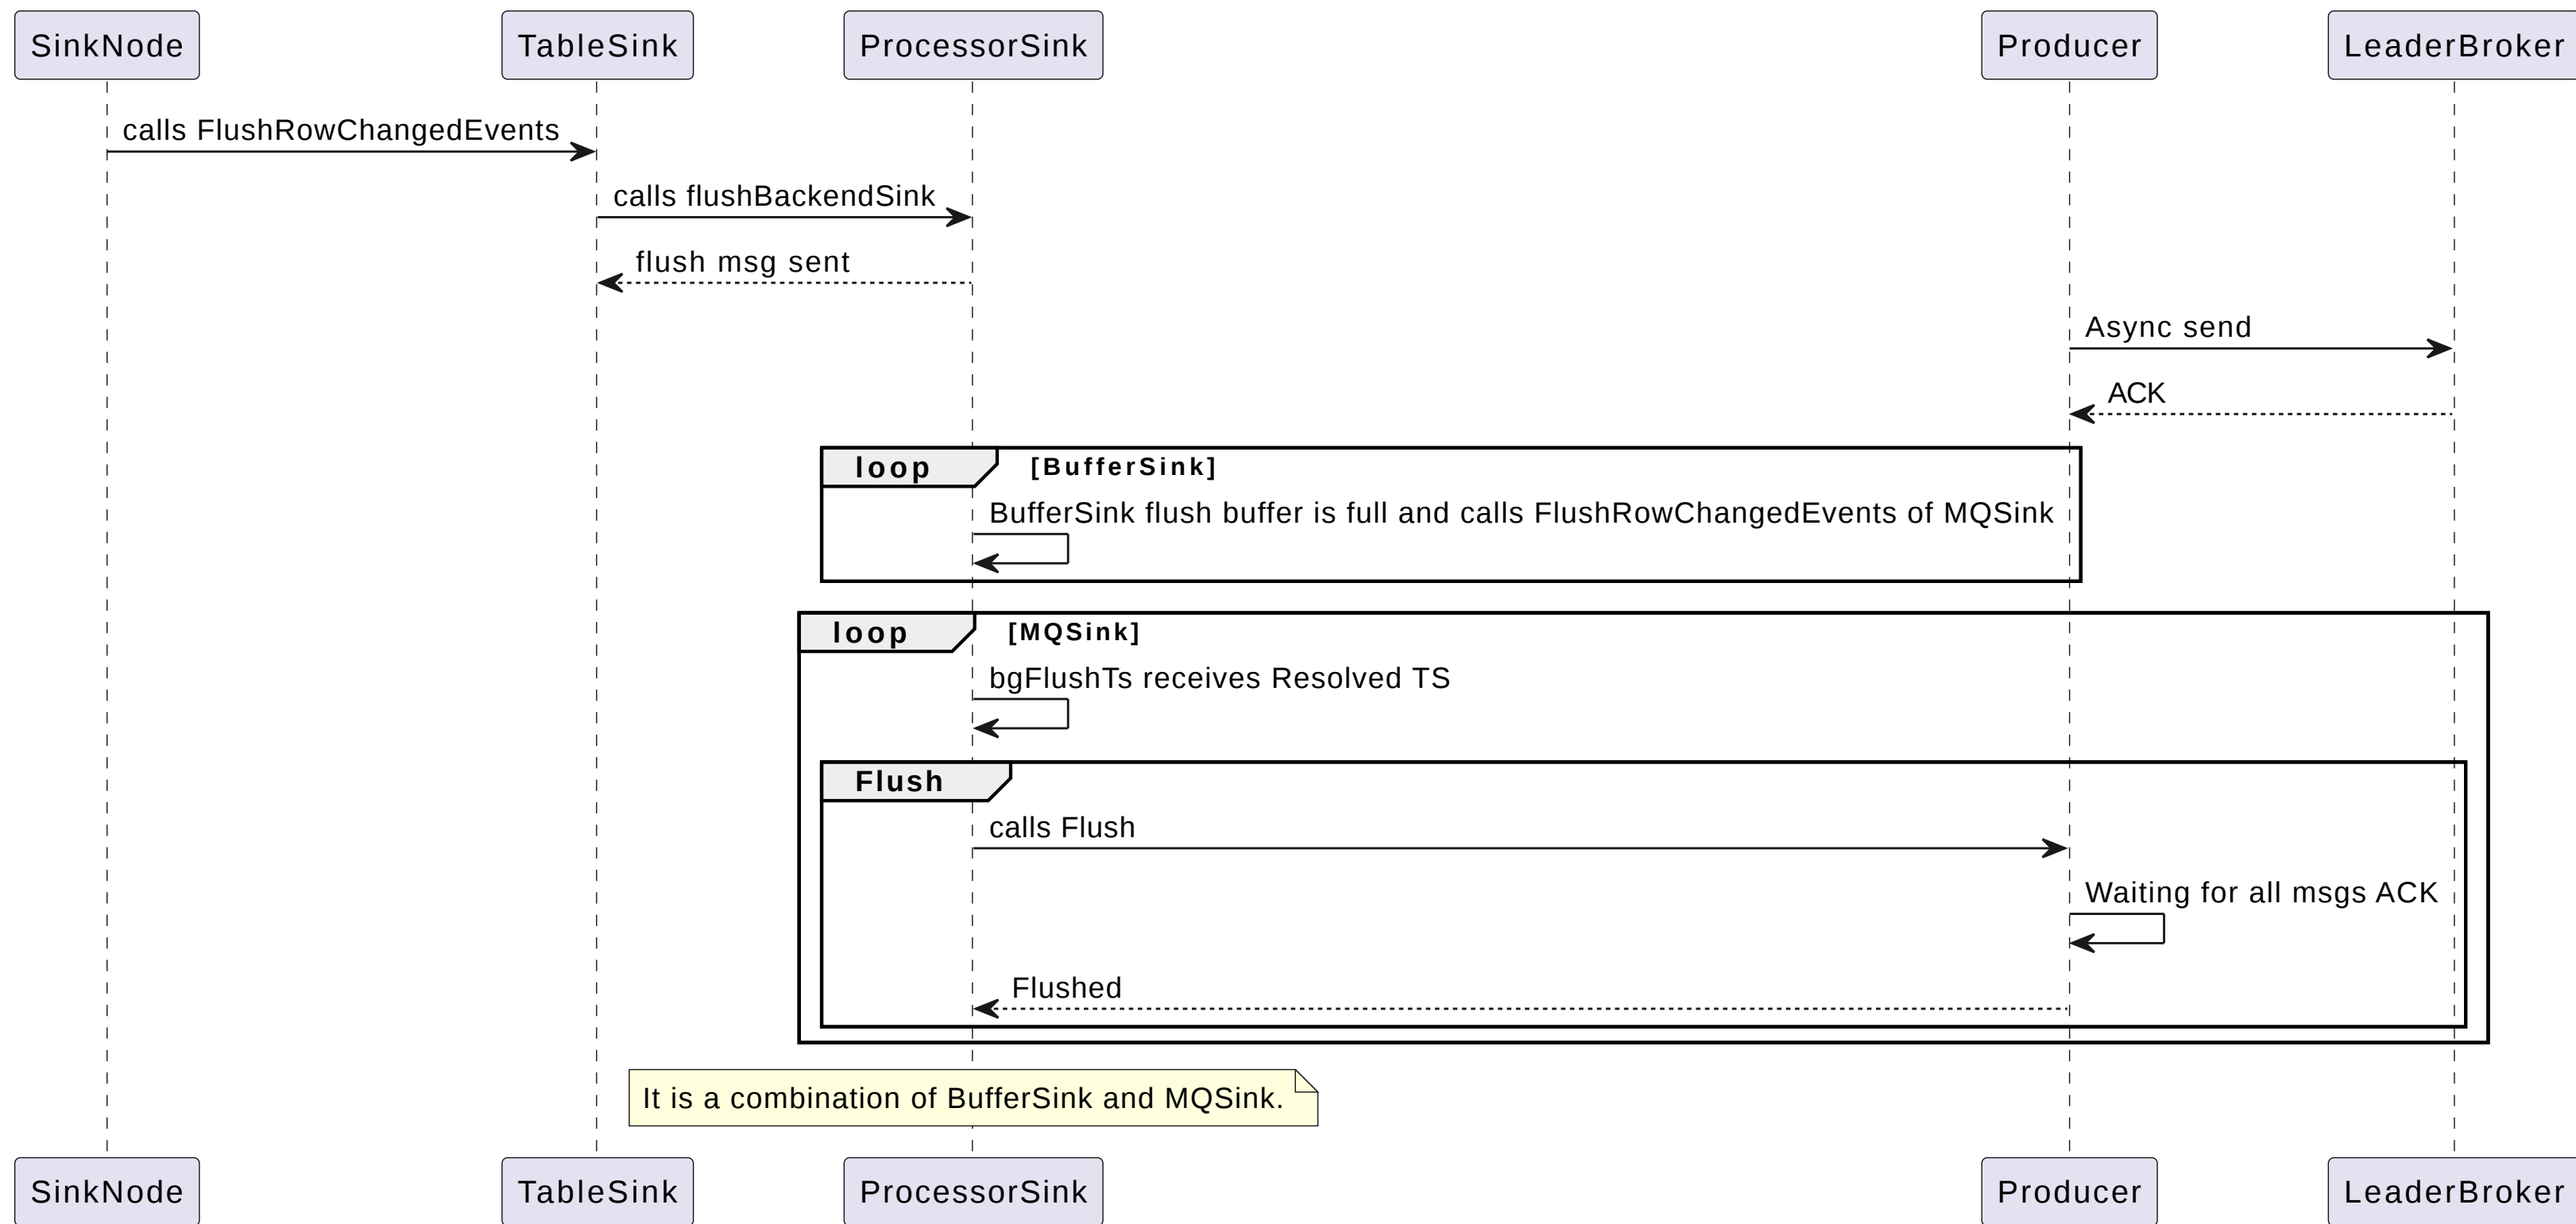 SinkNode
TableSink
ProcessorSink
Producer
LeaderBroker
calls FlushRowChangedEvents
calls flushBackendSink
flush msg sent
Async send
ACK
loop
[BufferSink]
BufferSink flush buffer is full and calls FlushRowChangedEvents of MQSink
loop
[MQSink]
bgFlushTs receives Resolved TS
Flush
calls Flush
Waiting for all msgs ACK
Flushed
It is a combination of BufferSink and MQSink.
SinkNode
TableSink
ProcessorSink
Producer
LeaderBroker